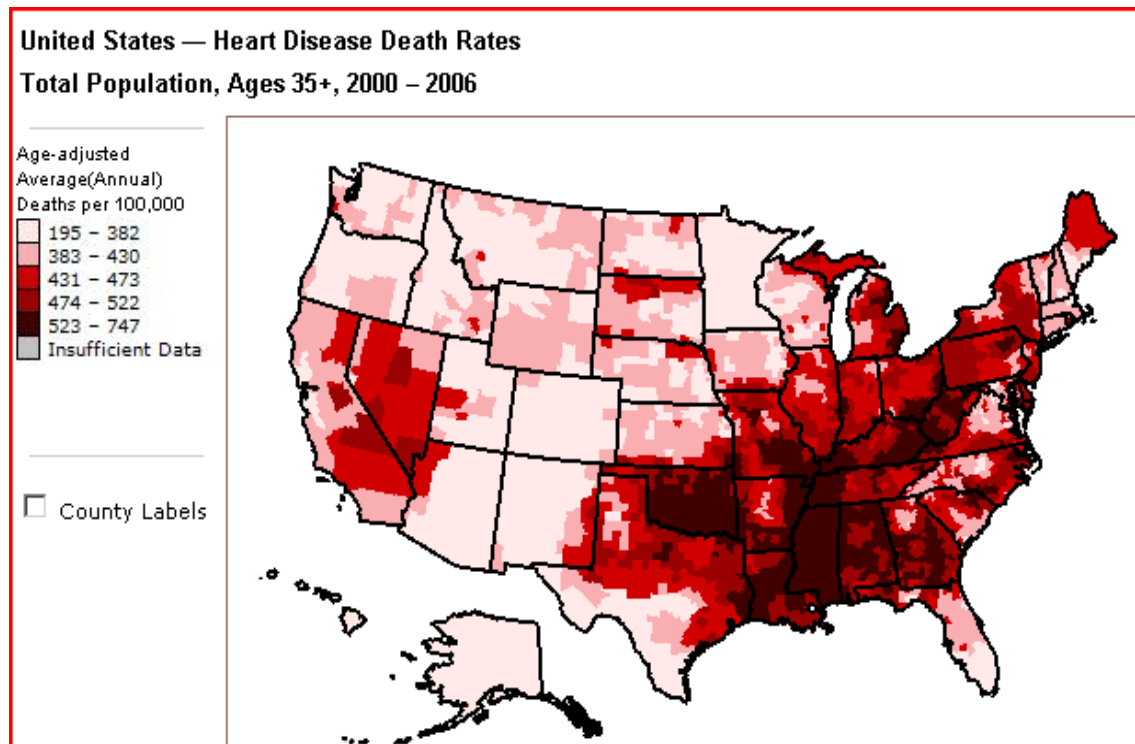 United States — Heart Disease Death Rates
Total Population, Ages 35+, 2000 – 2006
Age-adjusted
Average(Annual)
Deaths per 100,000
195 – 382
383 – 430
431 – 473
474 – 522
523 – 747
Insufficient Data
County Labels